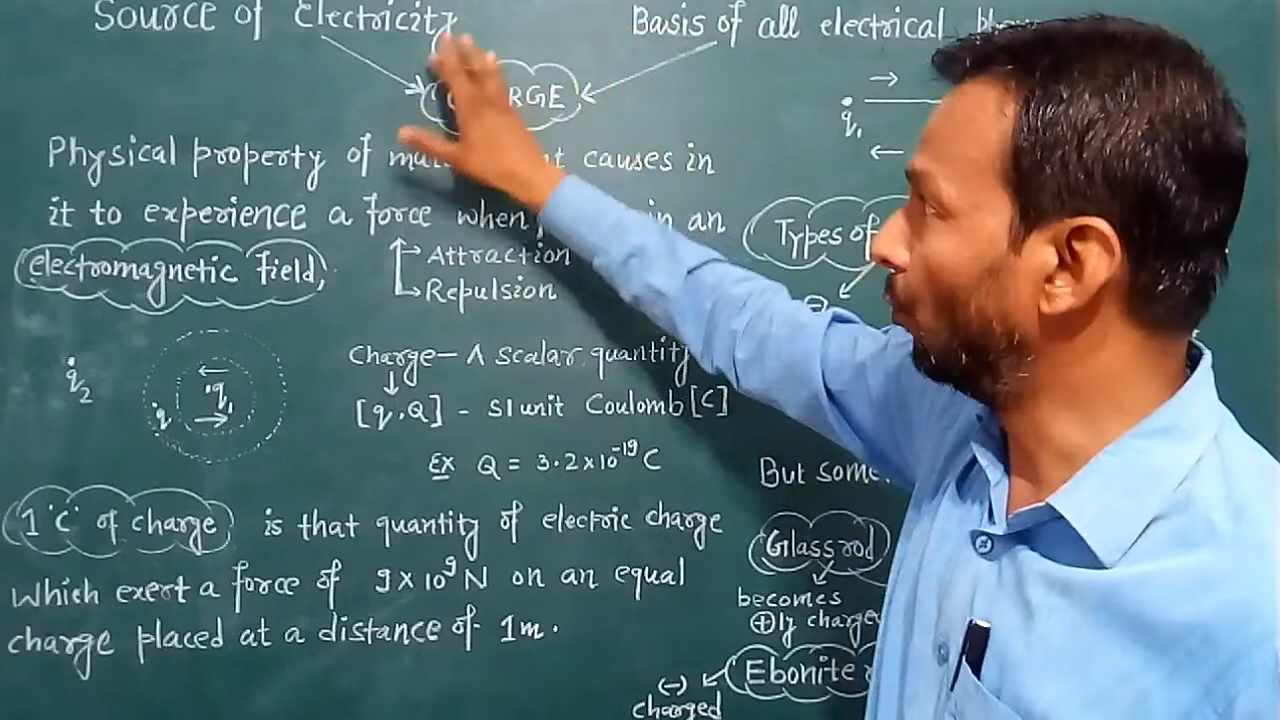 Source of Electricity
Basis of all electrical
RGE
Physical property of causes in
it to experience a force when in an
electromagnetic field,
Attraction
Repulsion
q1
Types of
⊖
q2
q
q1
Charge – A scalar quantity
[q,Q] - SI unit Coulomb [C]
Ex Q = 3.2×10⁻¹⁹ C
1 'C' of charge is that quantity of electric charge
Which exert a force of 9×10⁹ N on an equal
charge placed at a distance of 1m.
But some
Glass rod
becomes
⊕ly charge
Ebonite
(-)
charged